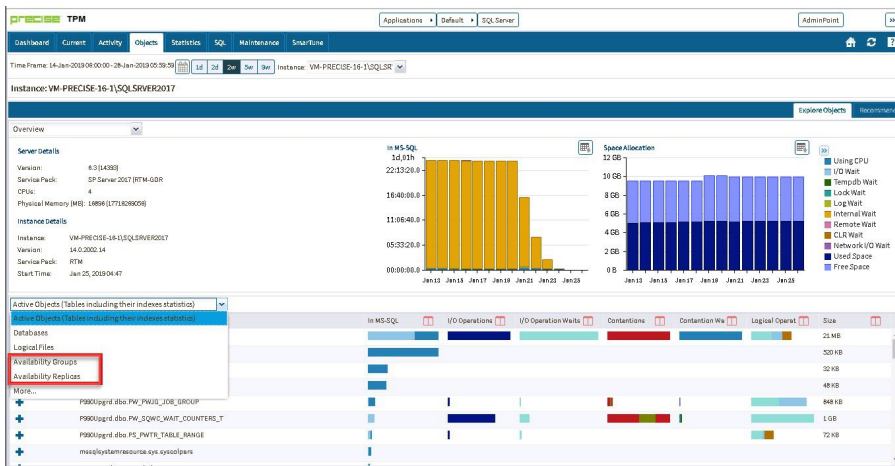 precise TPM
Applications Default SQL Server
AdminPoint
Dashboard Current Activity Objects Statistics SQL Maintenance SmarTune
Time Frame: 14-Jan-2019 06:00:00 - 28-Jan-2019 05:59:59 1d 2d 2w 5w 9w Instance: VM-PRECISE-16-1\SQLSR
Instance: VM-PRECISE-16-1\SQLSRVER2017
Explore Objects Recommen
Overview
Server Details
Version: 6.3 [14393]
Service Pack: SP Server 2017 [RTM-GDR
CPUs: 4
Physical Memory (MB): 16896 (17718269056)
Instance Details
Instance: VM-PRECISE-16-1\SQLSRVER2017
Version: 14.0.2002.14
Service Pack: RTM
Start Time: Jan 25, 2019 04:47
In MS-SQL
1d,01h
22:13:20.0
16:40:00.0
11:06:40.0
05:33:20.0
00:00:00.0
Jan13 Jan15 Jan17 Jan19 Jan21 Jan23 Jan25
Space Allocation
12 GB
10 GB
8 GB
6 GB
4 GB
2 GB
0 B
Jan13 Jan15 Jan17 Jan19 Jan21 Jan23 Jan25
Using CPU
I/O Wait
Tempdb Wait
Lock Wait
Log Wait
Internal Wait
Remote Wait
CLR Wait
Network I/O Wait
Used Space
Free Space
Active Objects (Tables including their indexes statistics)
Active Objects (Tables including their indexes statistics)
Databases
Logical Files
Availability Groups
Availability Replicas
More...
In MS-SQL I/O Operations I/O Operation Waits Contentions Contention Wa Logical Operat Size
21 MB
520 KB
32 KB
48 KB
P990Upgrd.dbo.PW_PWJG_JOB_GROUP 848 KB
P990Upgrd.dbo.PW_SQWC_WAIT_COUNTERS_T 1 GB
P990Upgrd.dbo.PS_PWTR_TABLE_RANGE 72 KB
mssqlsystemresource.sys.syscolpars